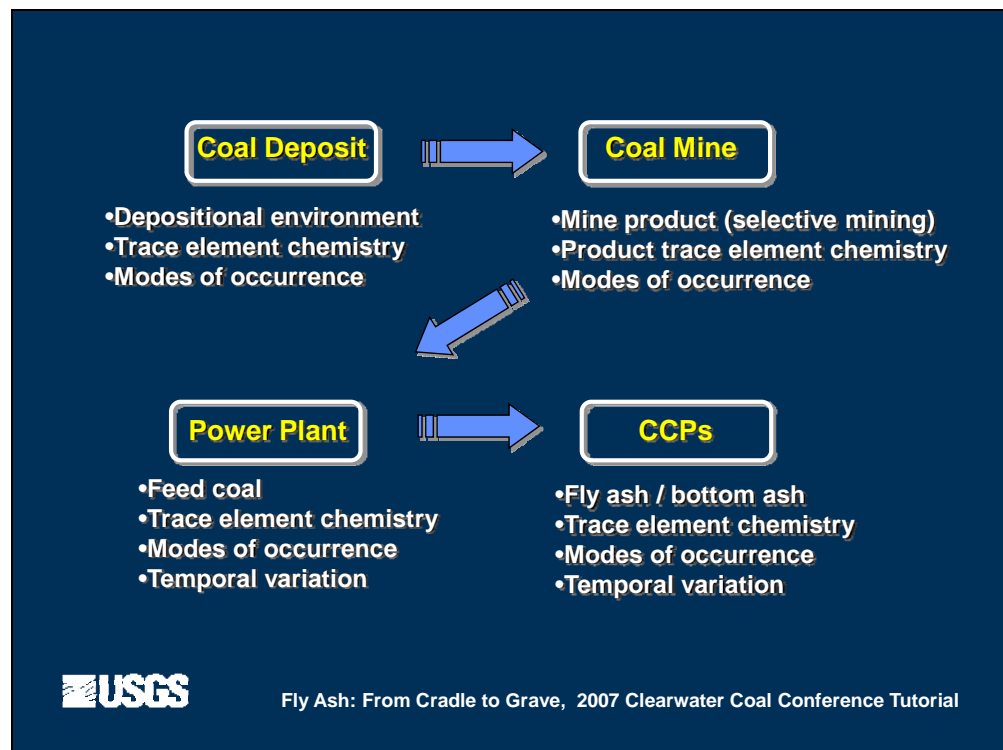 Coal Deposit
•Depositional environment
•Trace element chemistry
•Modes of occurrence
Coal Mine
•Mine product (selective mining)
•Product trace element chemistry
•Modes of occurrence
Power Plant
•Feed coal
•Trace element chemistry
•Modes of occurrence
•Temporal variation
CCPs
•Fly ash / bottom ash
•Trace element chemistry
•Modes of occurrence
•Temporal variation
USGS
Fly Ash: From Cradle to Grave, 2007 Clearwater Coal Conference Tutorial